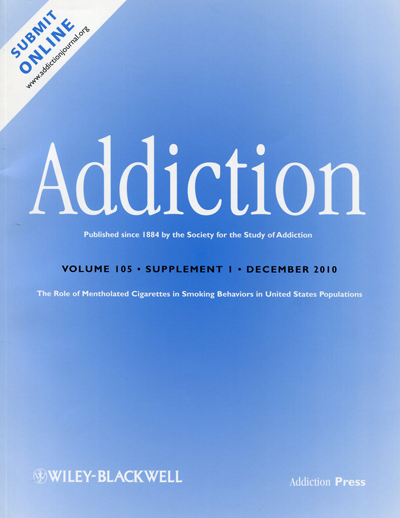 SUBMIT
ONLINE
www.addictionjournal.org
Addiction
Published since 1884 by the Society for the Study of Addiction
VOLUME 105 • SUPPLEMENT 1 • DECEMBER 2010
The Role of Mentholated Cigarettes in Smoking Behaviors in United States Populations
WILEY-BLACKWELL
Addiction Press